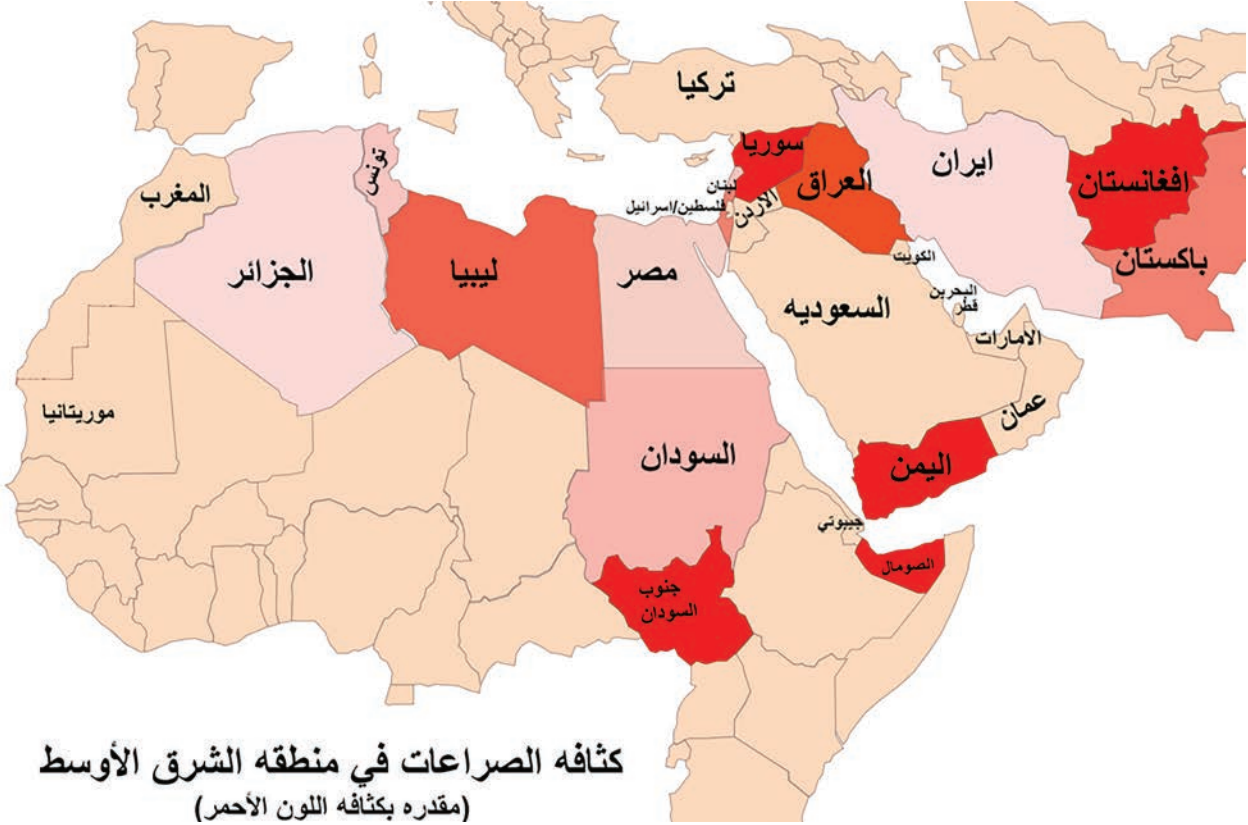 تركيا
سوريا
العراق
ايران
افغانستان
باكستان
تونس
لبنان
فلسطين/اسرائيل
الاردن
المغرب
الجزائر
ليبيا
مصر
السعوديه
الكويت
البحرين
قطر
الامارات
عمان
موريتانيا
السودان
اليمن
جيبوتي
الصومال
جنوب
السودان
كثافه الصراعات في منطقه الشرق الأوسط
(مقدره بكثافه اللون الأحمر)